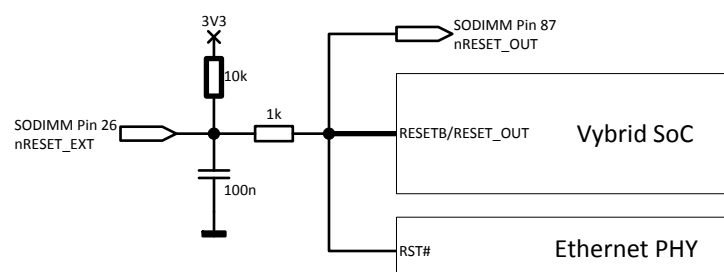 3V3
SODIMM Pin 87
nRESET_OUT
10k
SODIMM Pin 26
nRESET_EXT
1k
RESETB/RESET_OUT
Vybrid SoC
100n
RST#
Ethernet PHY